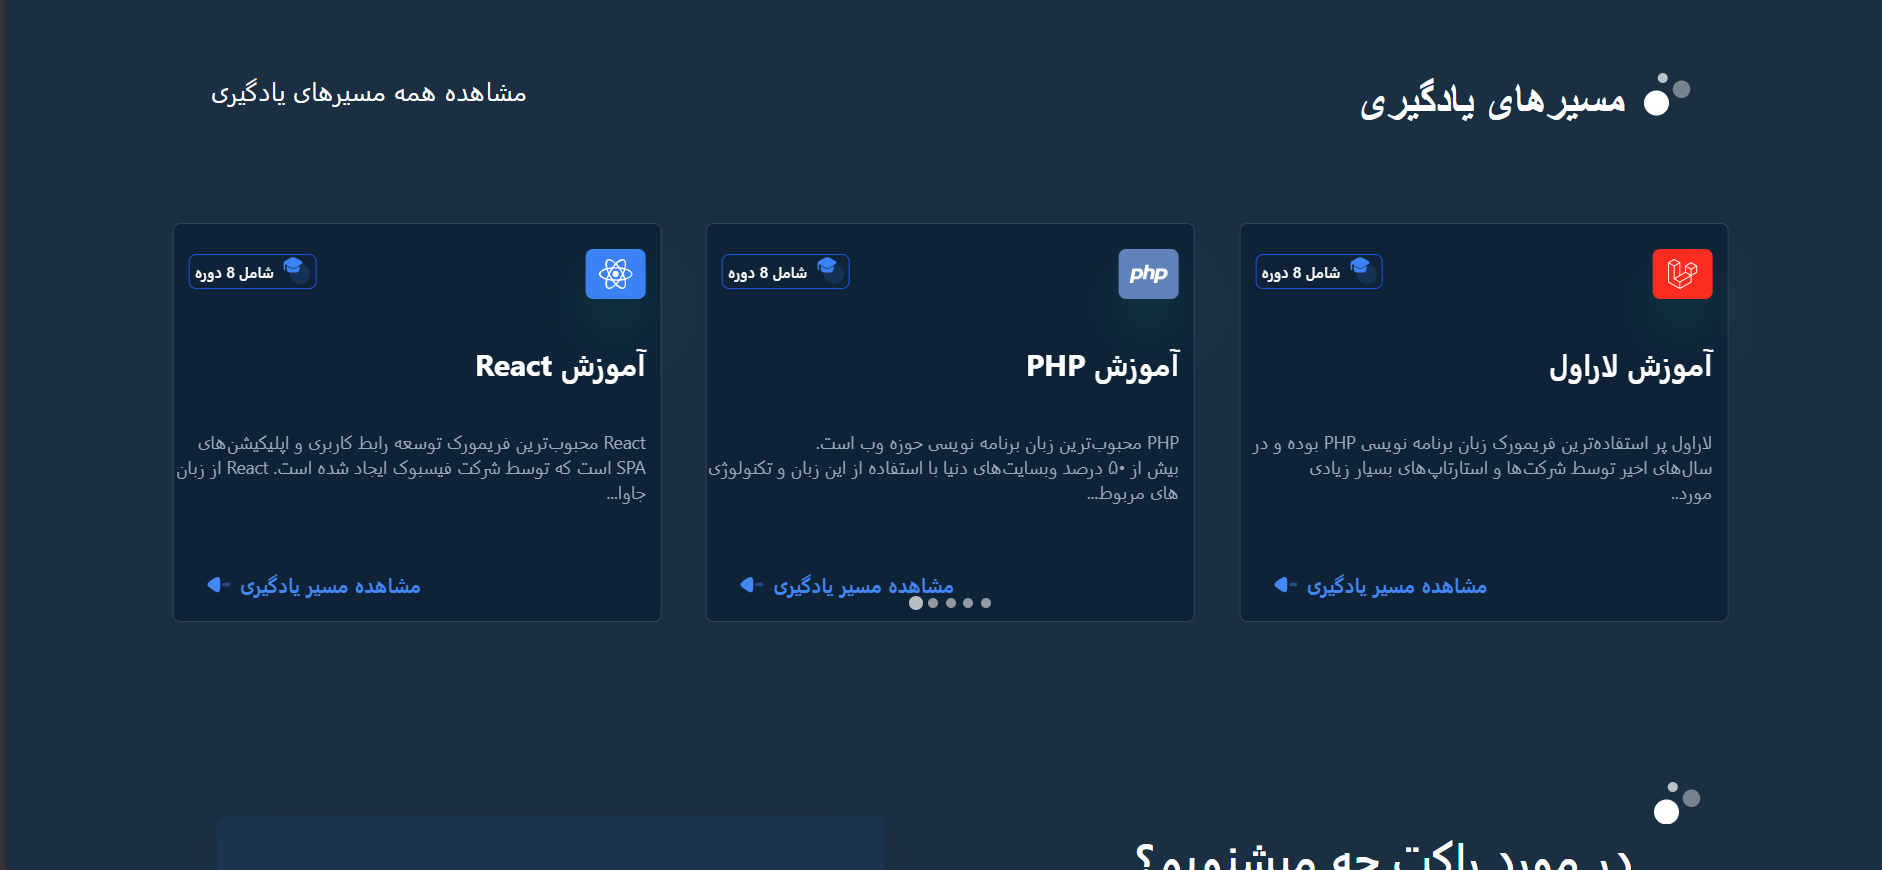 مسیرهای یادگیری
مشاهده همه مسیرهای یادگیری
شامل 8 دوره
آموزش لاراول
لاراول پر استفاده‌ترین فریمورک زبان برنامه نویسی PHP بوده و در
سال‌های اخیر توسط شرکت‌ها و استارتاپ‌های بسیار زیادی
مورد..
مشاهده مسیر یادگیری
php
شامل 8 دوره
آموزش PHP
PHP محبوب‌ترین زبان برنامه نویسی حوزه وب است.
بیش از ۵۰ درصد وبسایت‌های دنیا با استفاده از این زبان و تکنولوژی
های مربوط...
مشاهده مسیر یادگیری
شامل 8 دوره
آموزش React
React محبوب‌ترین فریمورک توسعه رابط کاربری و اپلیکیشن‌های
SPA است که توسط شرکت فیسبوک ایجاد شده است. React از زبان
جاوا...
مشاهده مسیر یادگیری
در مورد راکت چه میشنویم؟